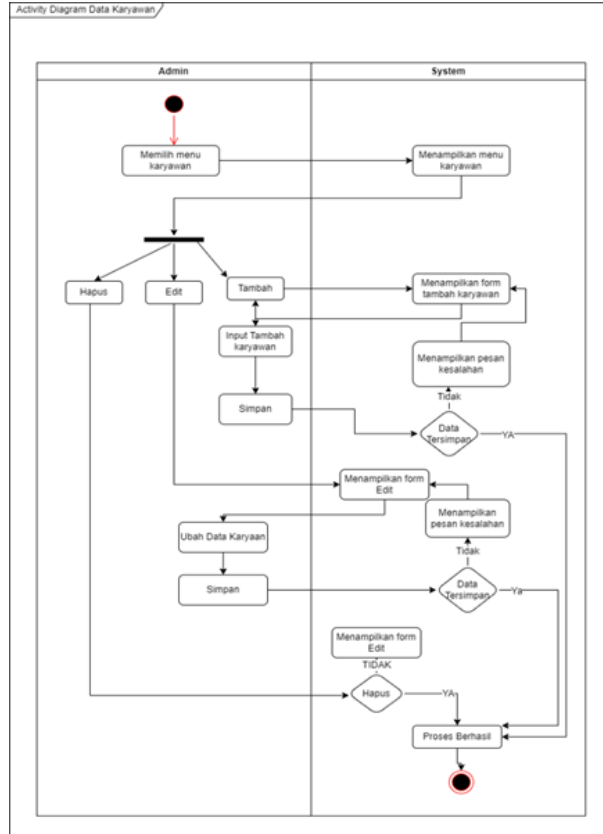 Activity Diagram Data Karyawan
Admin
System
Memilih menu
karyawan
Menampilkan menu
karyawan
Hapus
Edit
Tambah
Menampilkan form
tambah karyawan
Input Tambah
karyawan
Menampilkan pesan
kesalahan
Tidak
Simpan
Data
Tersimpan
YA
Menampilkan form
Edit
Menampilkan
pesan kesalahan
Ubah Data Karyaan
Tidak
Simpan
Data
Tersimpan
Ya
Menampilkan form
Edit
TIDAK
Hapus
YA
Proses Berhasil